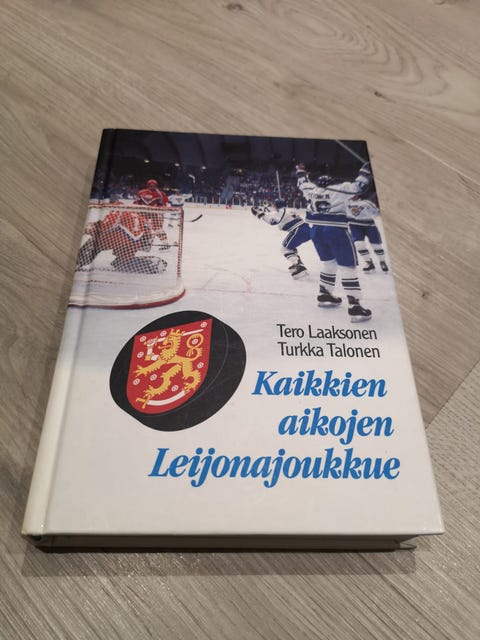 Tero Laaksonen
Turkka Talonen
Kaikkien
aikojen
Leijonajoukkue